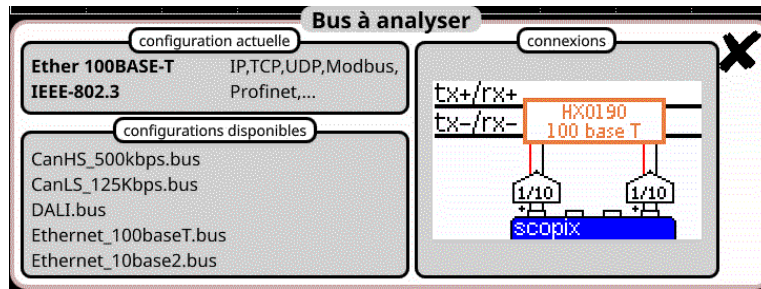 Bus à analyser
configuration actuelle
Ether 100BASE-T IP,TCP,UDP,Modbus,
IEEE-802.3 Profinet,...
configurations disponibles
CanHS_500kbps.bus
CanLS_125Kbps.bus
DALI.bus
Ethernet_100baseT.bus
Ethernet_10base2.bus
connexions
tx+/rx+
tx-/rx-
HX0190
100 base T
1/10 1/10
+ +
scopix